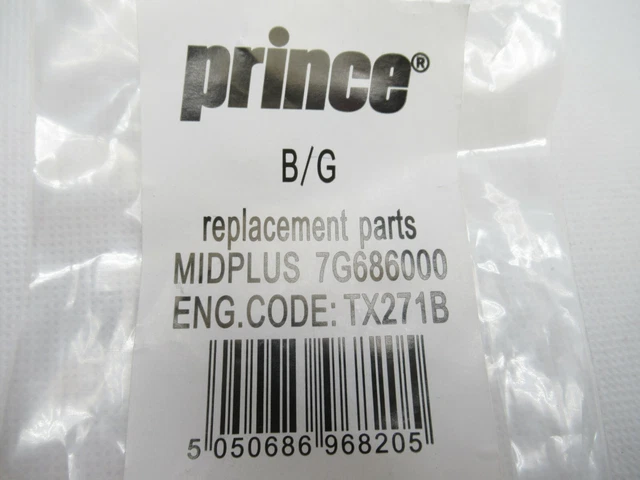 prince®
B/G
replacement parts
MIDPLUS 7G686000
ENG.CODE: TX271B
5 050686 968205